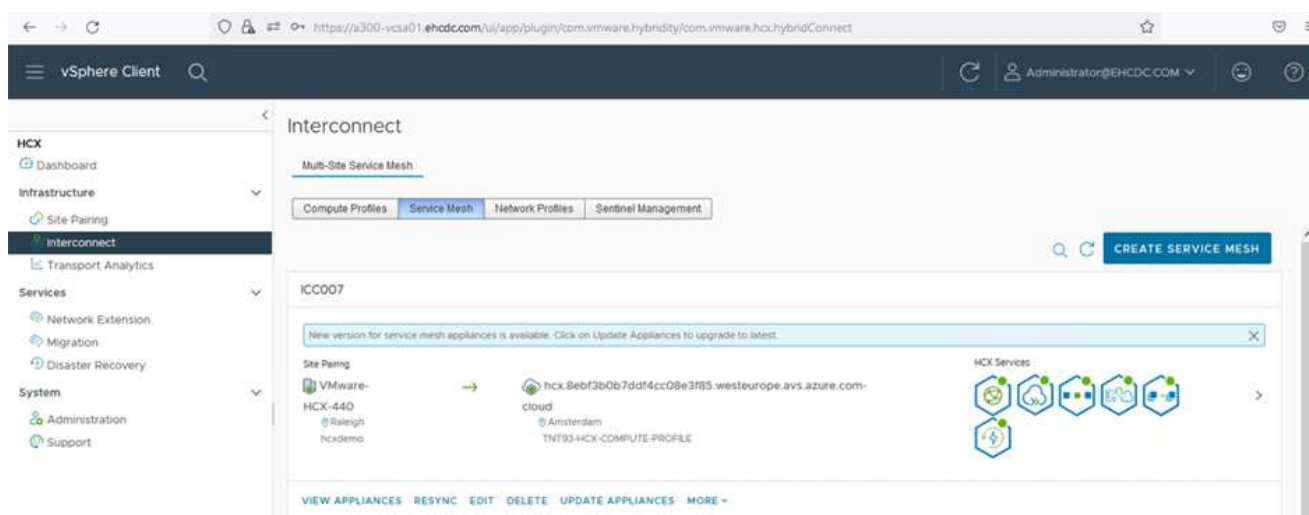 https://a300-vcsa01.ehcdc.com/ui/app/plugin/com.vmware.hybridity/com.vmware.hcx.hybridConnect
vSphere Client
Administrator@EHCDC.COM
HCX
Dashboard
Infrastructure
Site Pairing
Interconnect
Transport Analytics
Services
Network Extension
Migration
Disaster Recovery
System
Administration
Support
Interconnect
Multi-Site Service Mesh
Compute Profiles Service Mesh Network Profiles Sentinel Management
CREATE SERVICE MESH
ICC007
New version for service mesh appliances is available. Click on Update Appliances to upgrade to latest.
Site Pairing
HCX Services
VMware-
HCX-440
Raleigh
hcxdemo
hcx.8ebf3b0b7ddf4cc08e3f85.westeurope.avs.azure.com-
cloud
Amsterdam
TNT93-HCX-COMPUTE-PROFILE
VIEW APPLIANCES RESYNC EDIT DELETE UPDATE APPLIANCES MORE